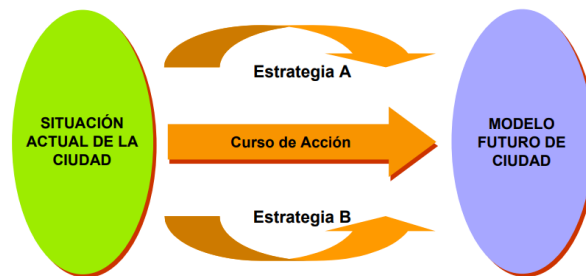 Estrategia A
SITUACIÓN
ACTUAL DE LA
CIUDAD
Curso de Acción
MODELO
FUTURO DE
CIUDAD
Estrategia B